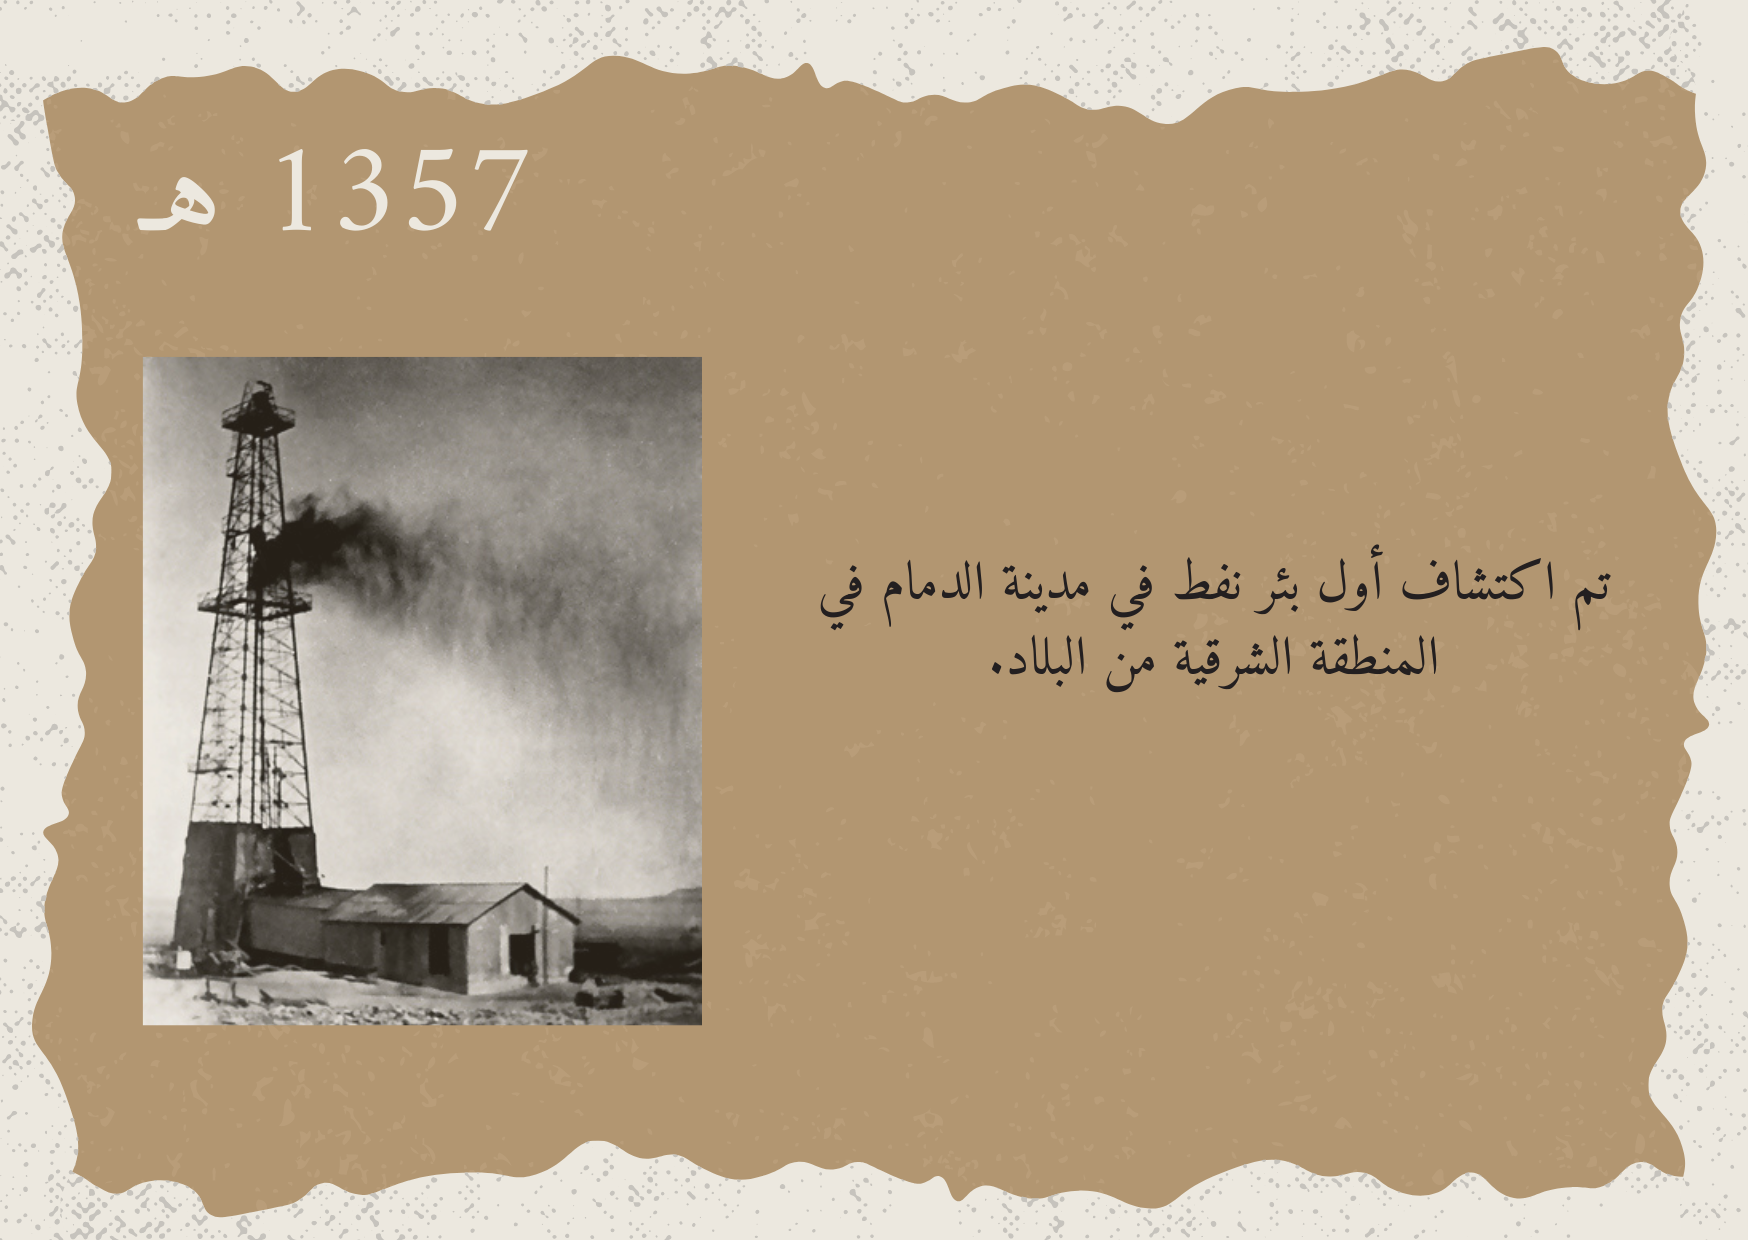 1357 هـ
تم اكتشاف أول بئر نفط في مدينة الدمام في
المنطقة الشرقية من البلاد.